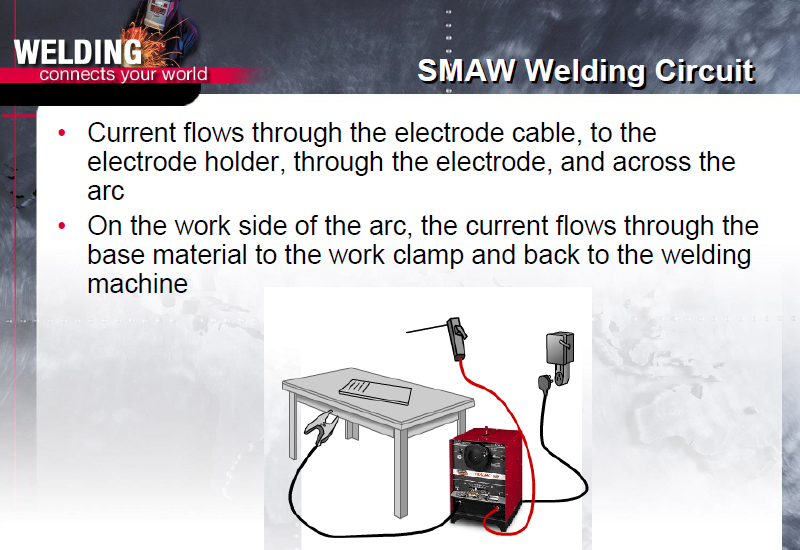 WELDING
connects your world
SMAW Welding Circuit
• Current flows through the electrode cable, to the
electrode holder, through the electrode, and across the
arc
• On the work side of the arc, the current flows through the
base material to the work clamp and back to the welding
machine